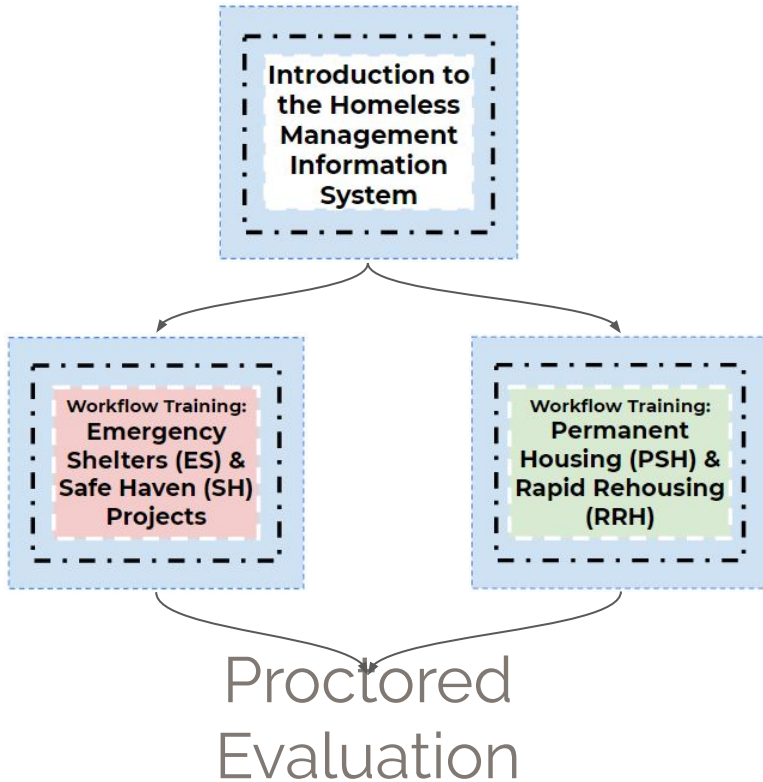 Introduction to
the Homeless
Management
Information
System
Workflow Training:
Emergency
Shelters (ES) &
Safe Haven (SH)
Projects
Workflow Training:
Permanent
Housing (PSH) &
Rapid Rehousing
(RRH)
Proctored
Evaluation